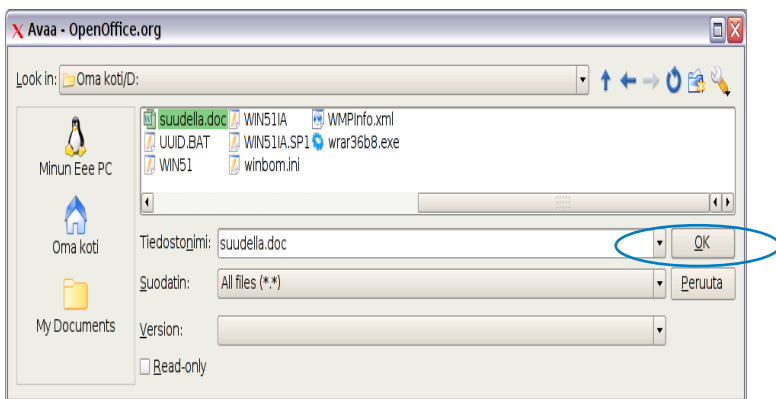 Avaa - OpenOffice.org
Look in: Oma koti/D:
suudella.doc WIN51IA WMPInfo.xml
UUID.BAT WIN51IA.SP1 wrar36b8.exe
WIN51 winbom.ini
Minun Eee PC
Oma koti
My Documents
Tiedostonimi: suudella.doc OK
Suodatin: All files (*.*) Peruuta
Version:
Read-only